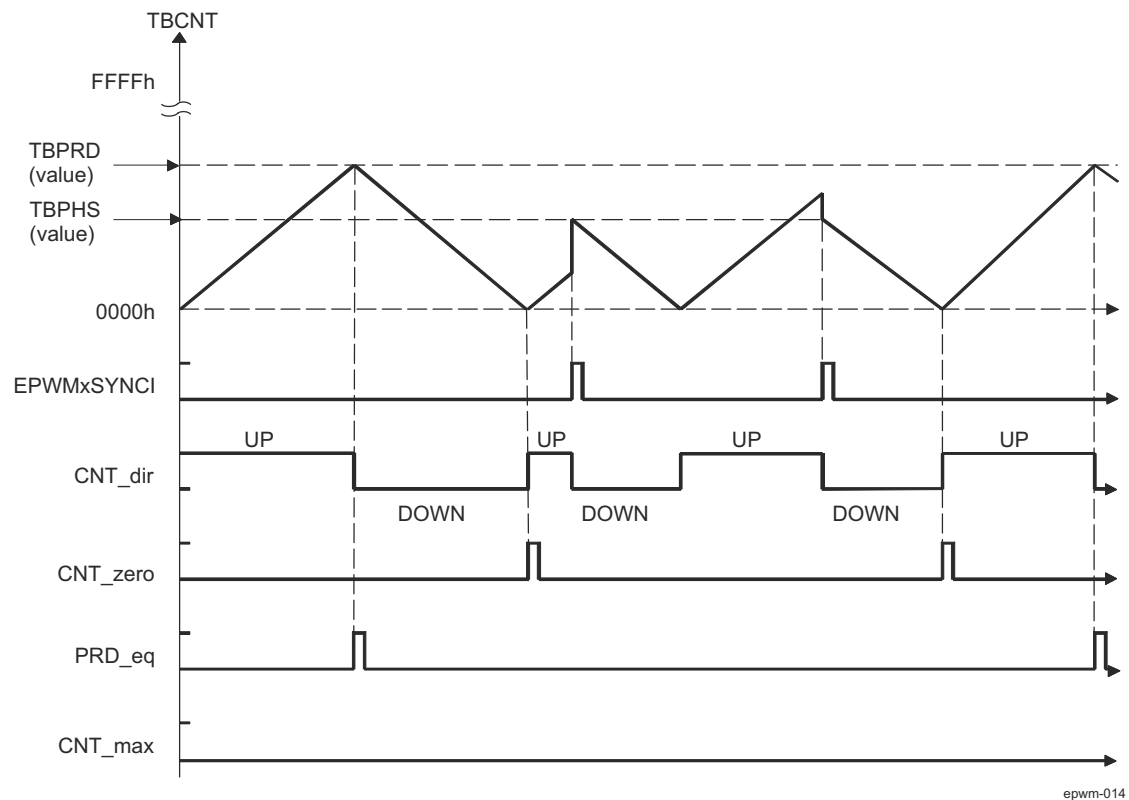 TBCNT
FFFFh
TBPRD
(value)
TBPHS
(value)
0000h
EPWMxSYNCI
UP UP UP UP
CNT_dir
DOWN DOWN DOWN
CNT_zero
PRD_eq
CNT_max
epwm-014